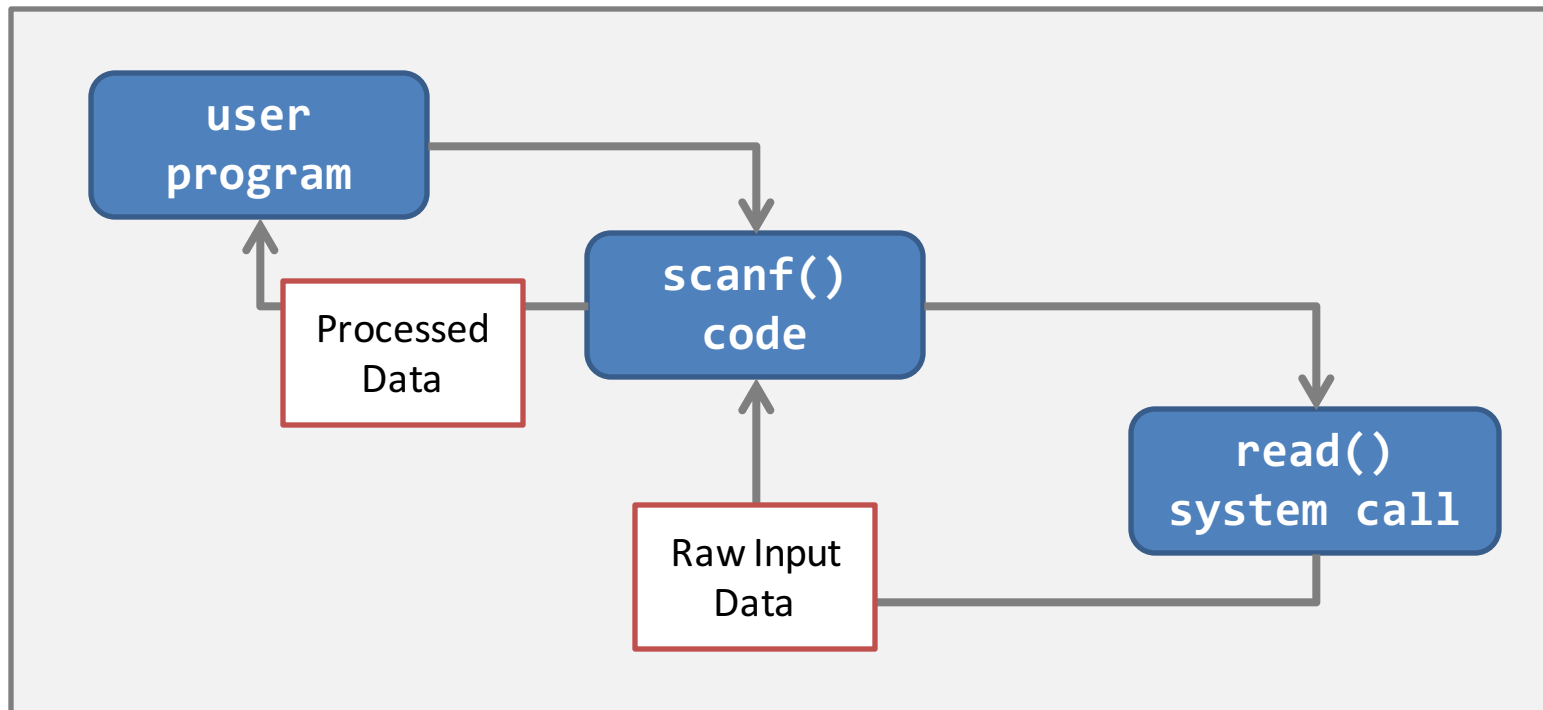 user
program
scanf()
code
Processed
Data
read()
system call
Raw Input
Data